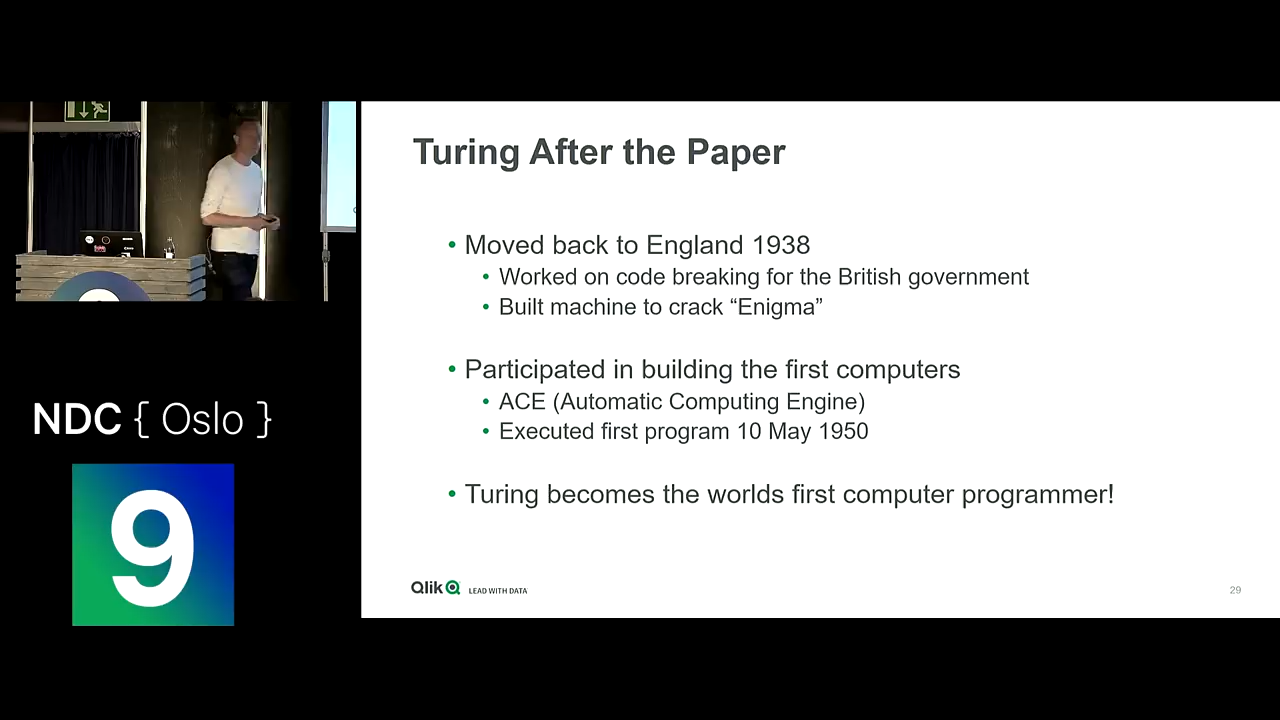 Turing After the Paper
• Moved back to England 1938
• Worked on code breaking for the British government
• Built machine to crack “Enigma”
• Participated in building the first computers
• ACE (Automatic Computing Engine)
• Executed first program 10 May 1950
• Turing becomes the worlds first computer programmer!
Qlik LEAD WITH DATA
29
NDC { Oslo }
9